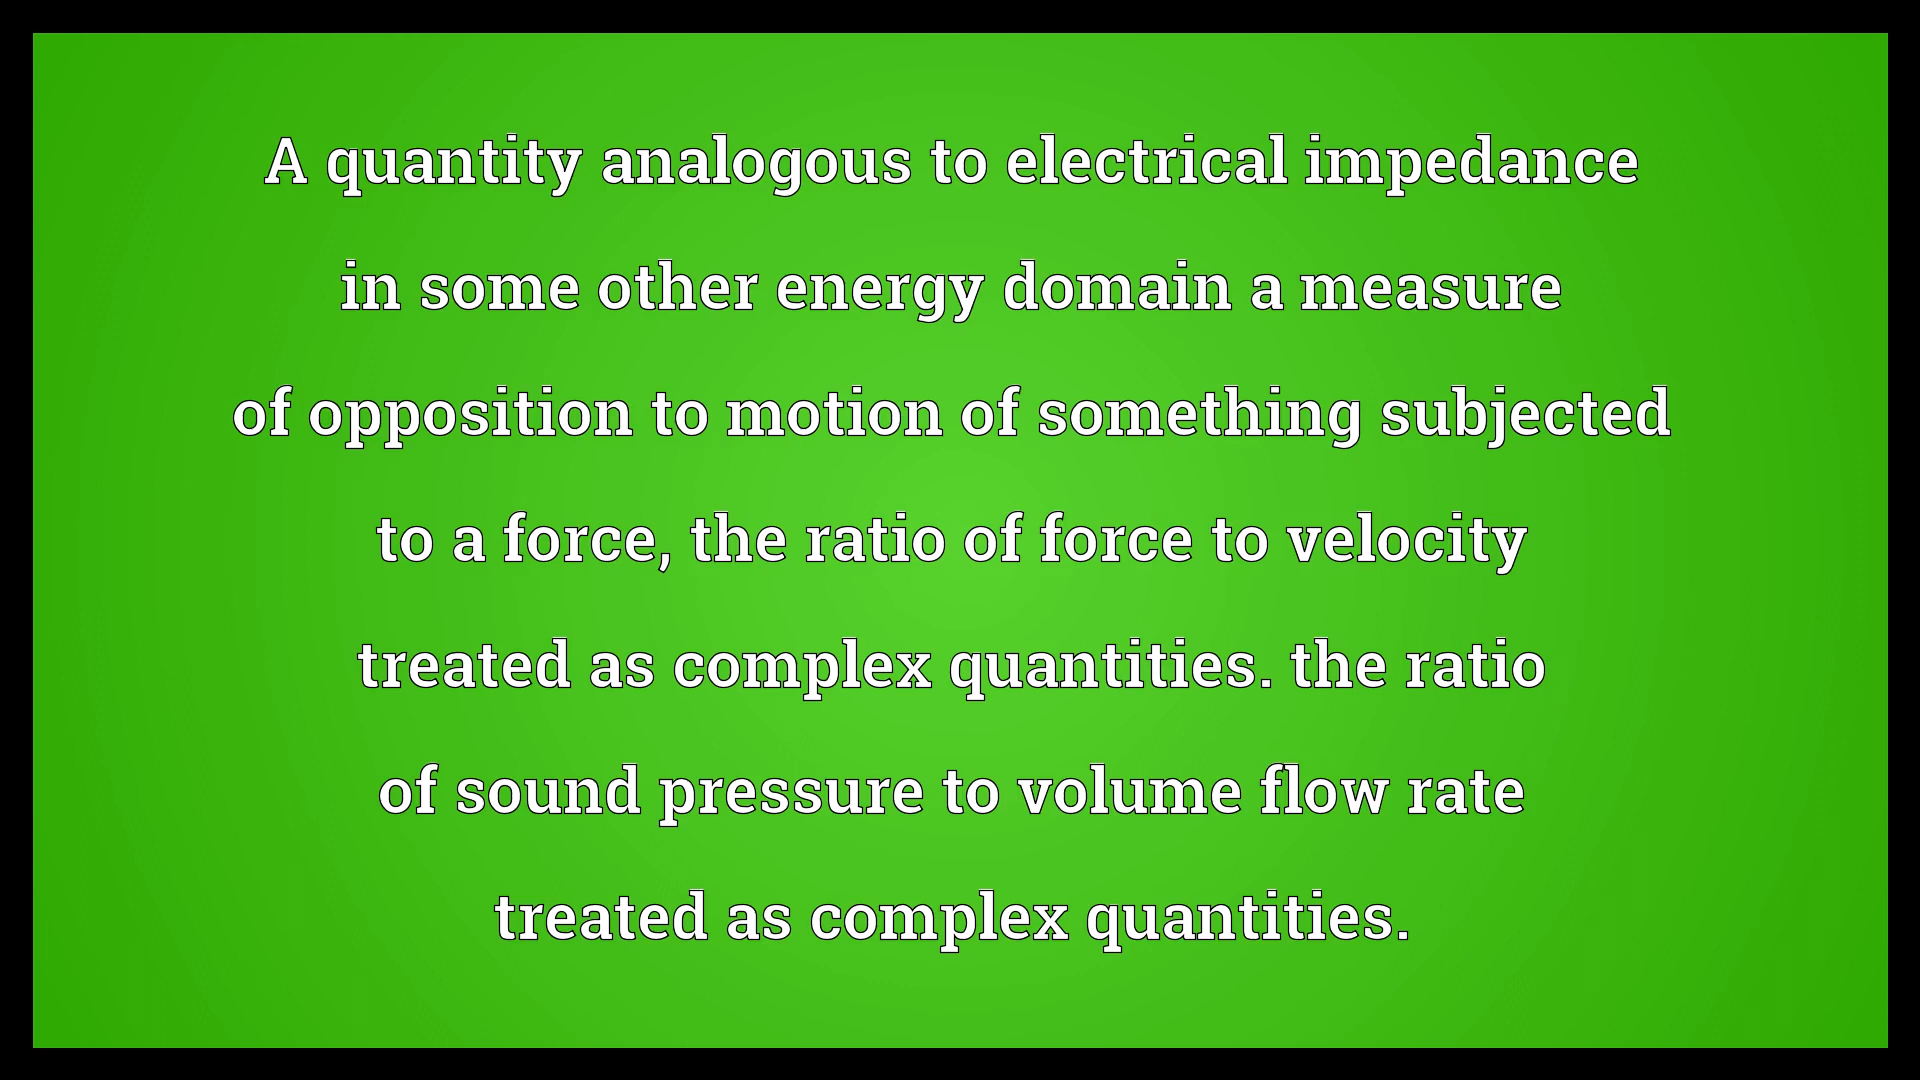 A quantity analogous to electrical impedance
in some other energy domain a measure
of opposition to motion of something subjected
to a force, the ratio of force to velocity
treated as complex quantities. the ratio
of sound pressure to volume flow rate
treated as complex quantities.